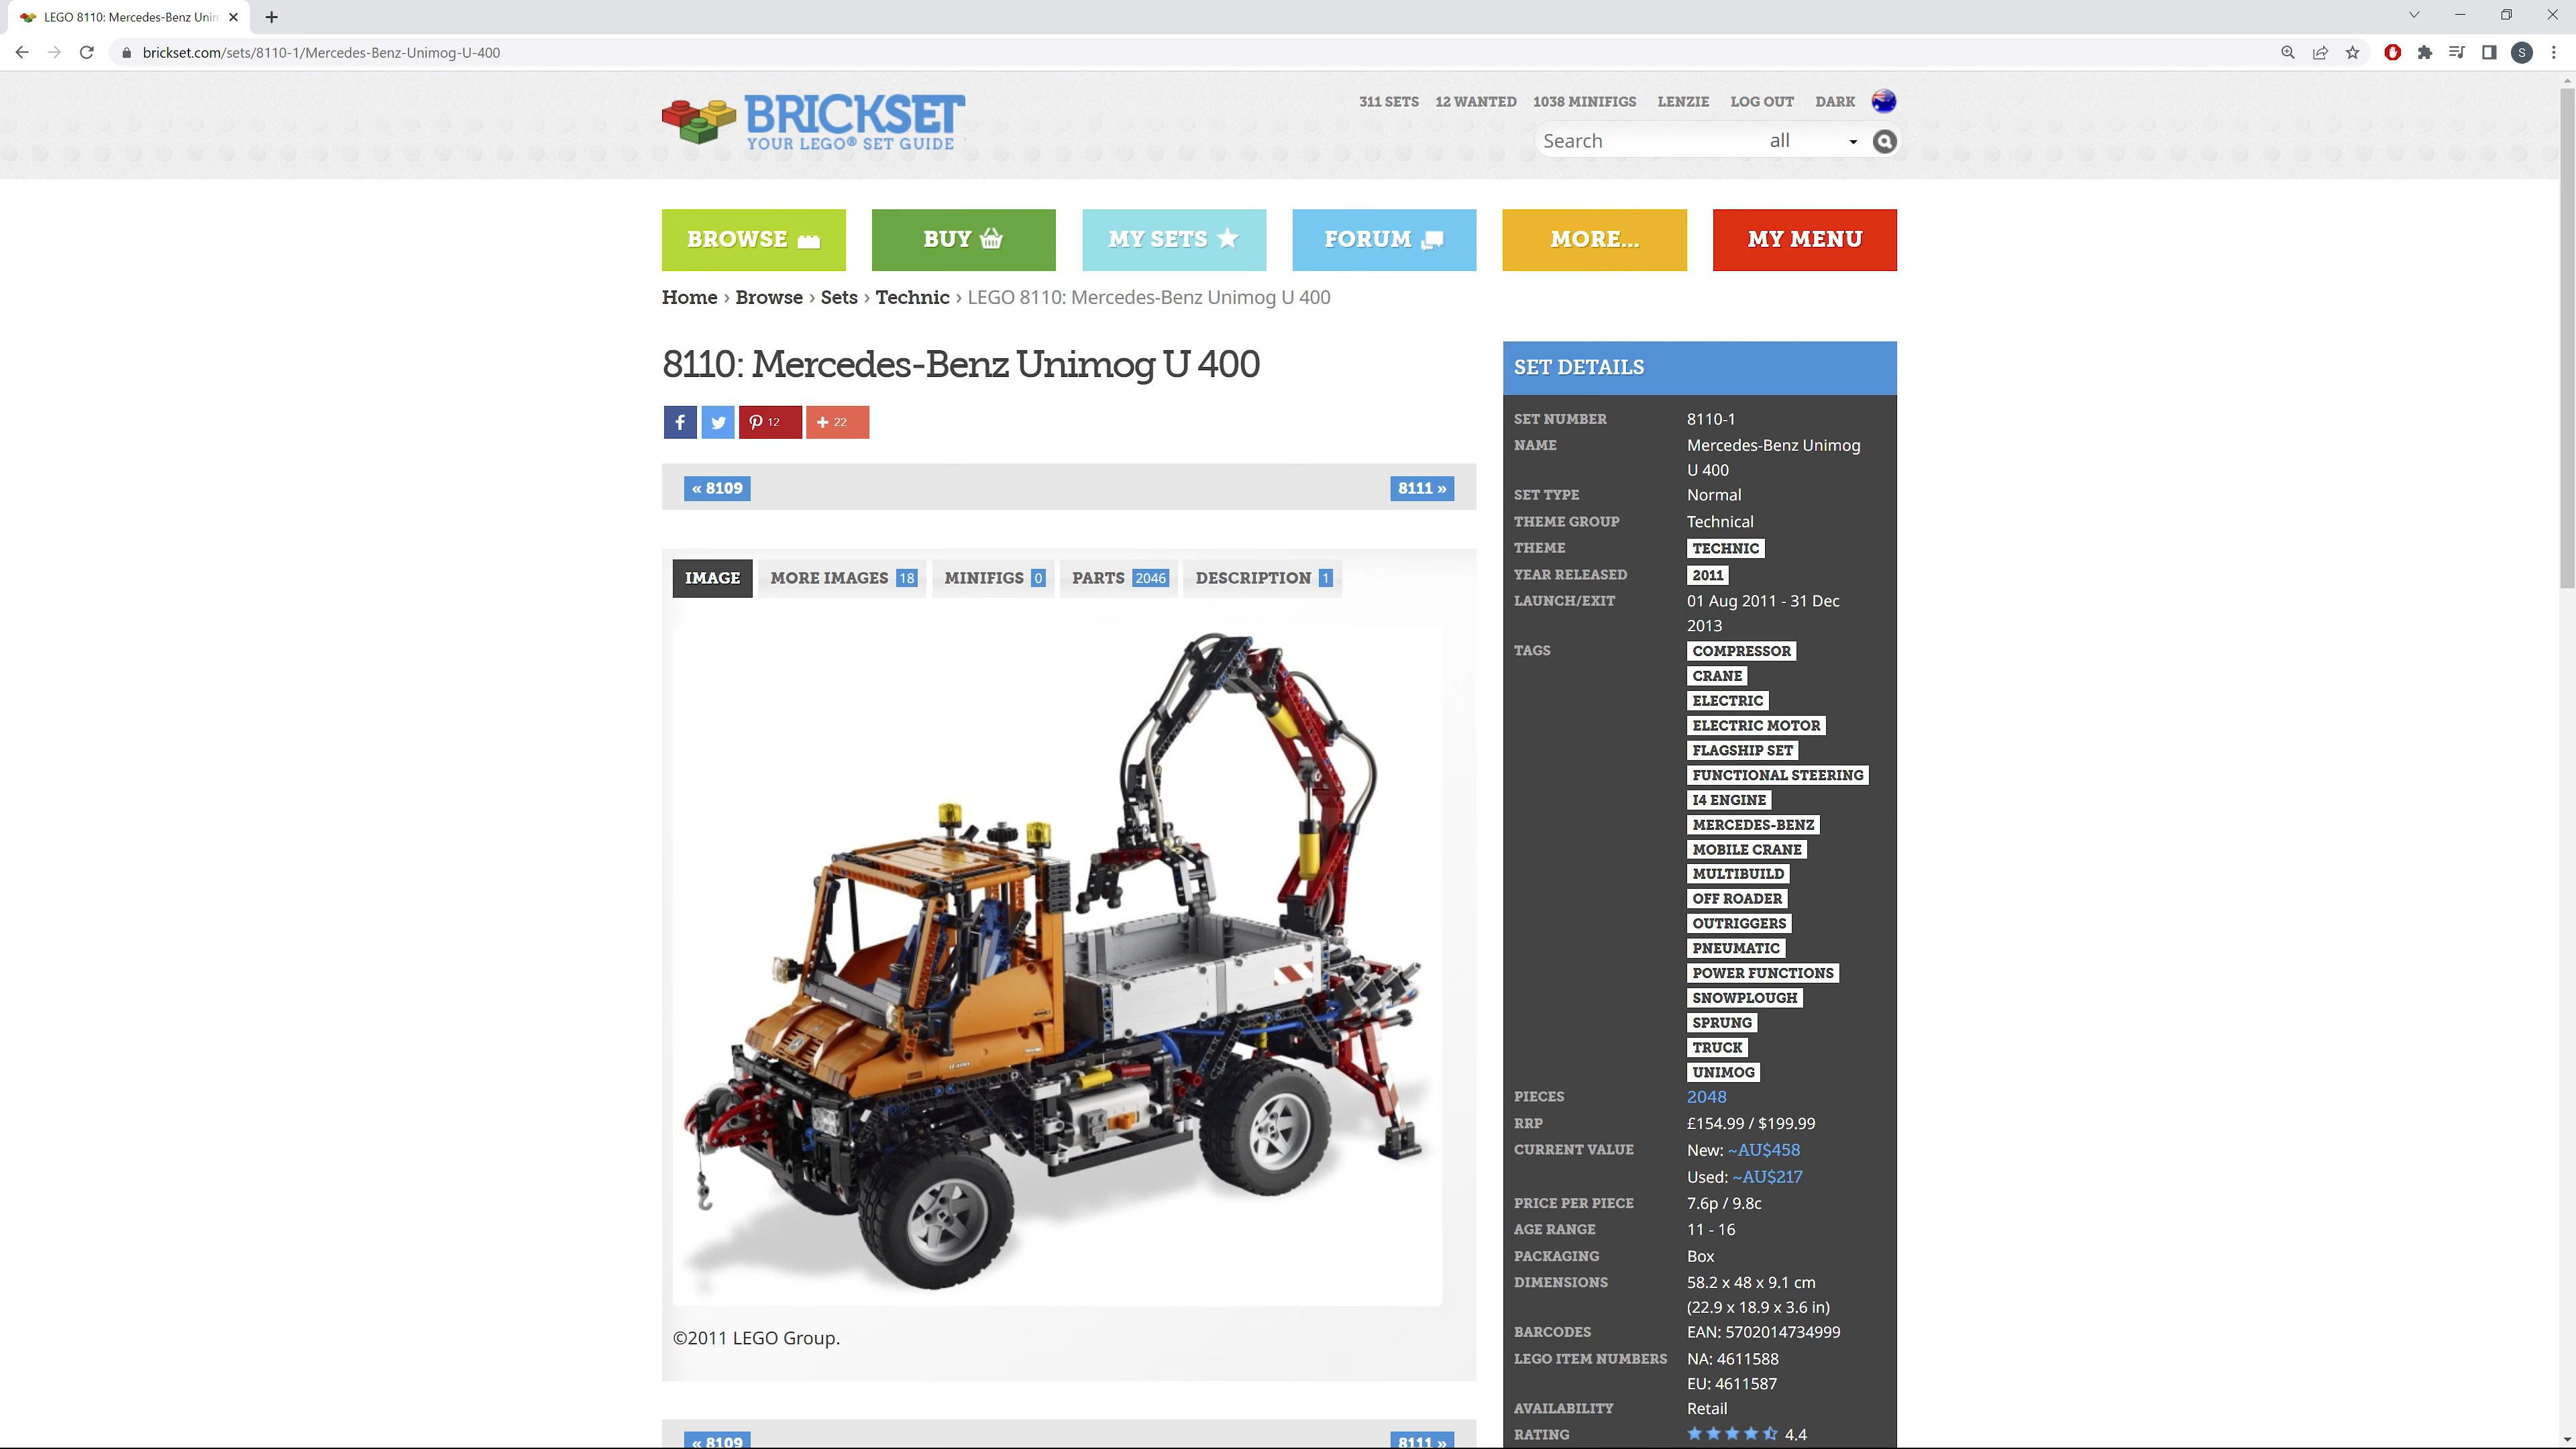 LEGO 8110: Mercedes-Benz Unim
brickset.com/sets/8110-1/Mercedes-Benz-Unimog-U-400
S
BRICKSET
YOUR LEGO® SET GUIDE
311 SETS 12 WANTED 1038 MINIFIGS LENZIE LOG OUT DARK
Search all
BROWSE BUY MY SETS FORUM MORE... MY MENU
Home › Browse › Sets › Technic › LEGO 8110: Mercedes-Benz Unimog U 400
8110: Mercedes-Benz Unimog U 400
12 + 22
« 8109 8111 »
IMAGE MORE IMAGES 18 MINIFIGS 0 PARTS 2046 DESCRIPTION 1
©2011 LEGO Group.
« 8109 8111 »
SET DETAILS
SET NUMBER 8110-1
NAME Mercedes-Benz Unimog
U 400
SET TYPE Normal
THEME GROUP Technical
THEME TECHNIC
YEAR RELEASED 2011
LAUNCH/EXIT 01 Aug 2011 - 31 Dec
2013
TAGS COMPRESSOR
CRANE
ELECTRIC
ELECTRIC MOTOR
FLAGSHIP SET
FUNCTIONAL STEERING
I4 ENGINE
MERCEDES-BENZ
MOBILE CRANE
MULTIBUILD
OFF ROADER
OUTRIGGERS
PNEUMATIC
POWER FUNCTIONS
SNOWPLOUGH
SPRUNG
TRUCK
UNIMOG
PIECES 2048
RRP £154.99 / $199.99
CURRENT VALUE New: ~AU$458
Used: ~AU$217
PRICE PER PIECE 7.6p / 9.8c
AGE RANGE 11 - 16
PACKAGING Box
DIMENSIONS 58.2 x 48 x 9.1 cm
(22.9 x 18.9 x 3.6 in)
BARCODES EAN: 5702014734999
LEGO ITEM NUMBERS NA: 4611588
EU: 4611587
AVAILABILITY Retail
RATING 4.4